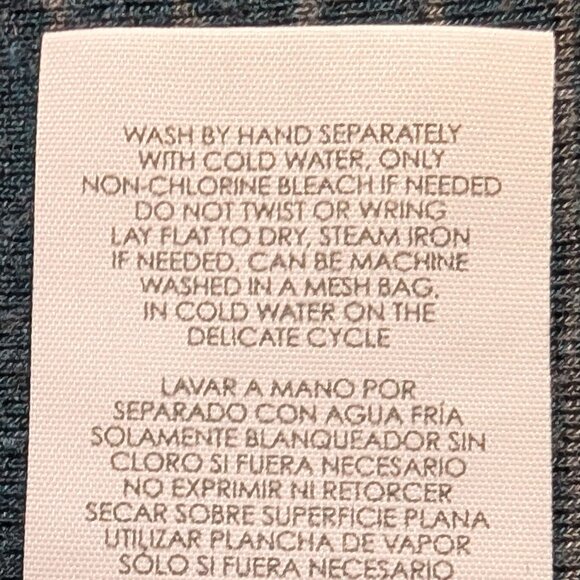 WASH BY HAND SEPARATELY
WITH COLD WATER, ONLY
NON-CHLORINE BLEACH IF NEEDED
DO NOT TWIST OR WRING
LAY FLAT TO DRY, STEAM IRON
IF NEEDED. CAN BE MACHINE
WASHED IN A MESH BAG,
IN COLD WATER ON THE
DELICATE CYCLE
LAVAR A MANO POR
SEPARADO CON AGUA FRÍA
SOLAMENTE BLANQUEADOR SIN
CLORO SI FUERA NECESARIO
NO EXPRIMIR NI RETORCER
SECAR SOBRE SUPERFICIE PLANA
UTILIZAR PLANCHA DE VAPOR
SÓLO SI FUERA NECESARIO